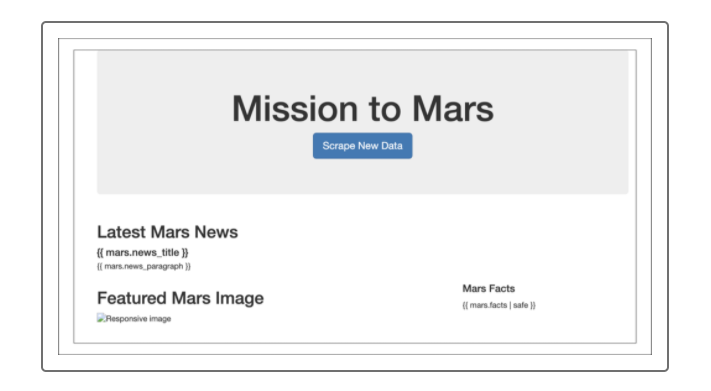 Mission to Mars
Scrape New Data
Latest Mars News
{{ mars.news_title }}
{{ mars.news_paragraph }}
Featured Mars Image
Responsive image
Mars Facts
{{ mars.facts | safe }}